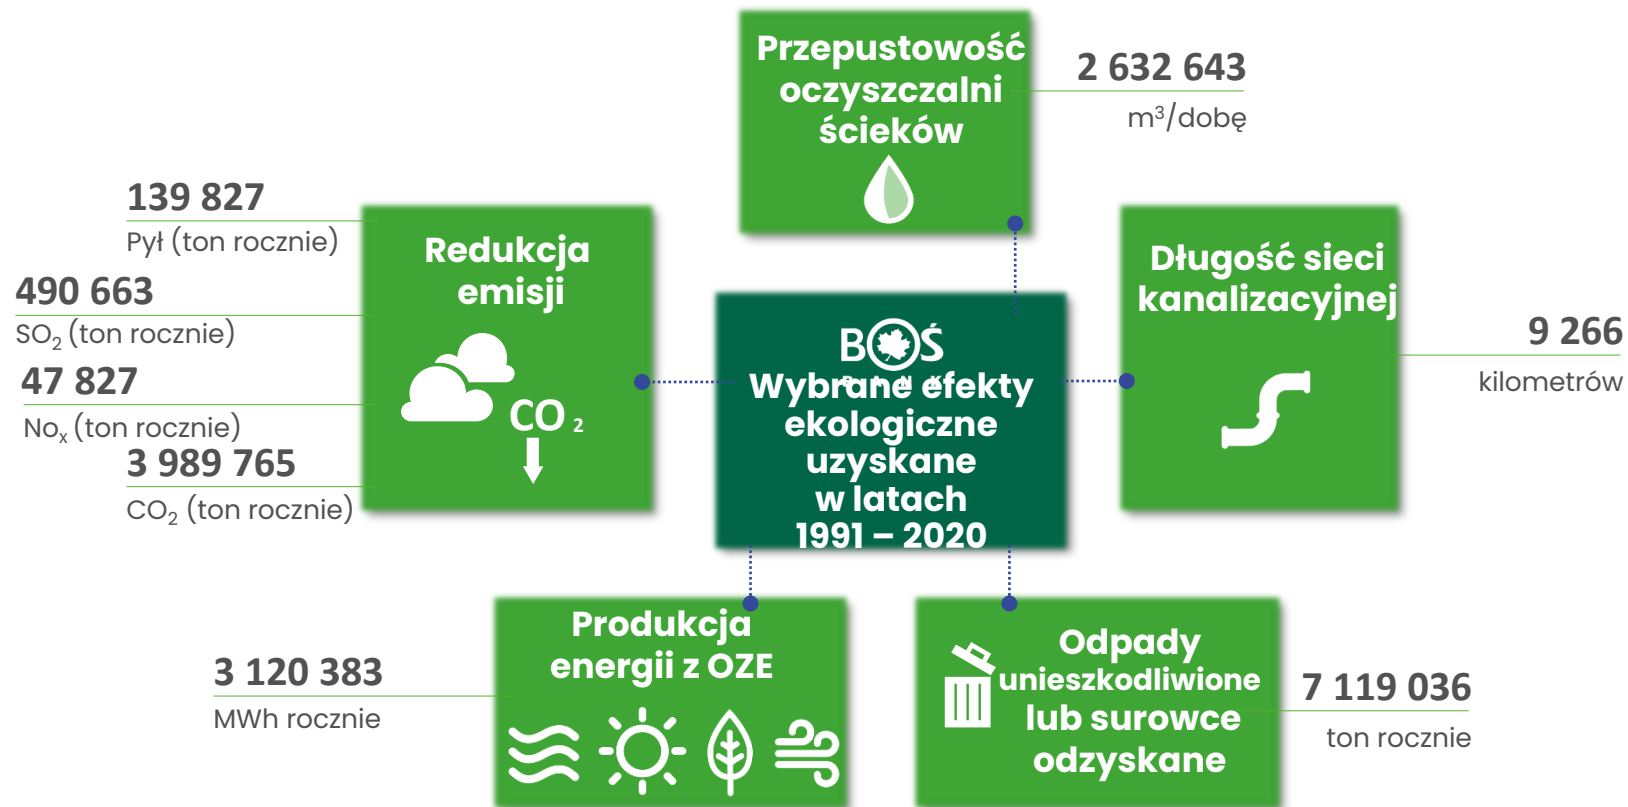 Przepustowość
oczyszczalni
ścieków
2 632 643
m³/dobę
139 827
Pył (ton rocznie)
490 663
SO₂ (ton rocznie)
47 827
Noₓ (ton rocznie)
3 989 765
CO₂ (ton rocznie)
Redukcja
emisji
CO ₂
BOŚ
BANK
Wybrane efekty
ekologiczne
uzyskane
w latach
1991 – 2020
Długość sieci
kanalizacyjnej
9 266
kilometrów
3 120 383
MWh rocznie
Produkcja
energii z OZE
Odpady
unieszkodliwione
lub surowce
odzyskane
7 119 036
ton rocznie